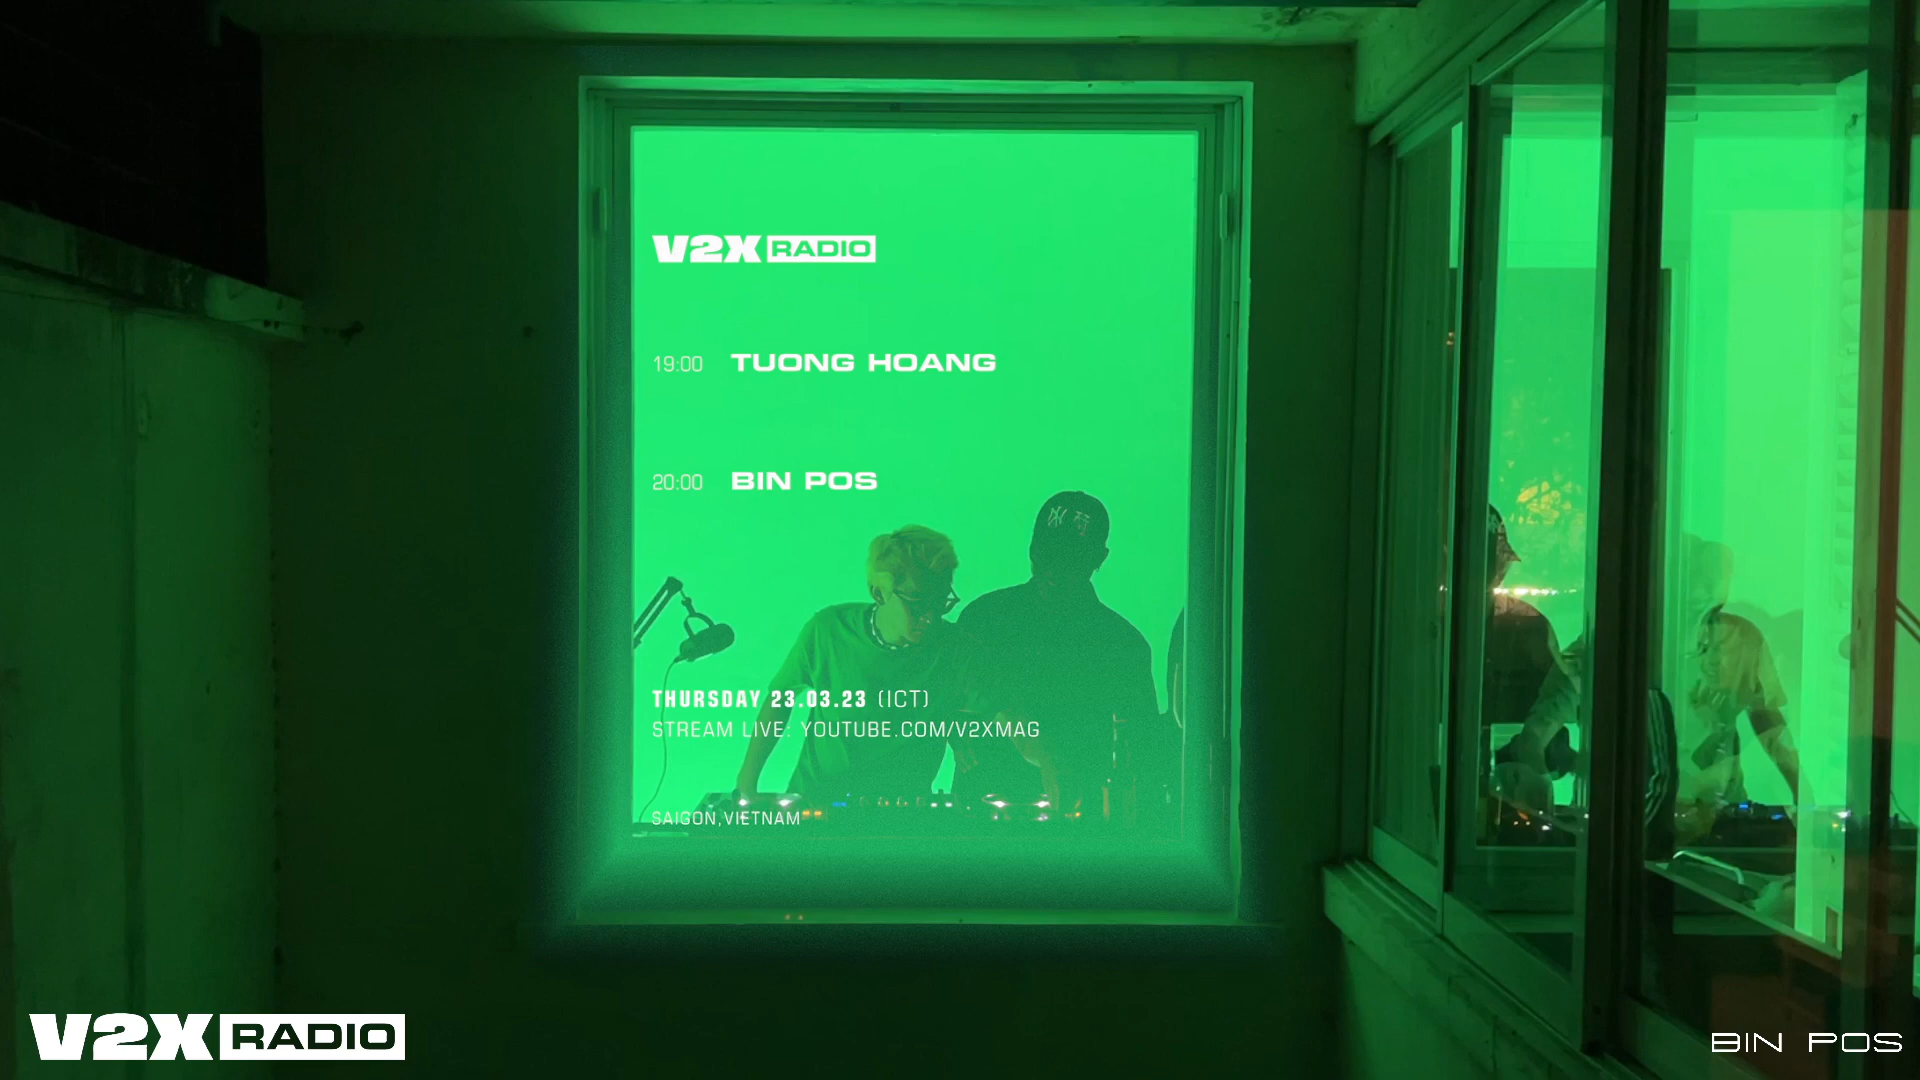 V2X RADIO
19:00 TUONG HOANG
20:00 BIN POS
THURSDAY 23.03.23 (ICT)
STREAM LIVE: YOUTUBE.COM/V2XMAG
SAIGON,VIETNAM
V2X RADIO
BIN POS